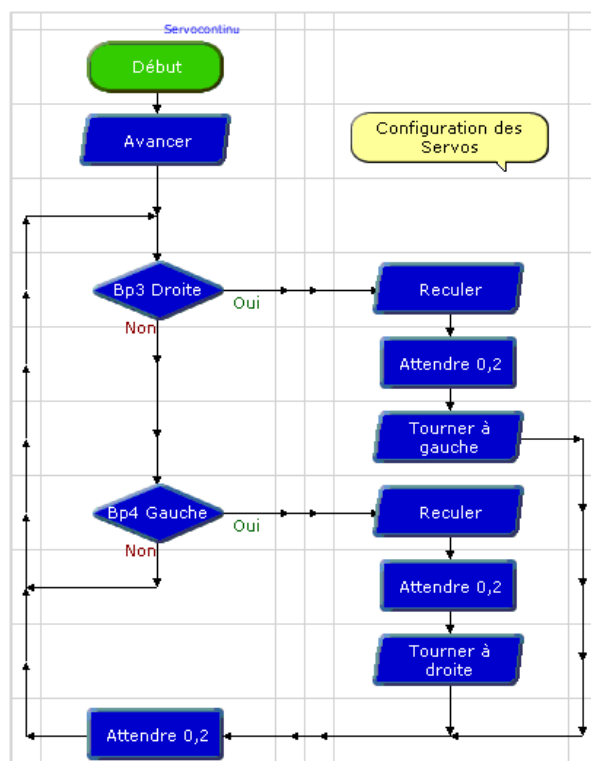 Servocontinu
Début
Avancer
Configuration des
Servos
Bp3 Droite
Oui
Non
Reculer
Attendre 0,2
Tourner à
gauche
Bp4 Gauche
Oui
Non
Reculer
Attendre 0,2
Tourner à
droite
Attendre 0,2